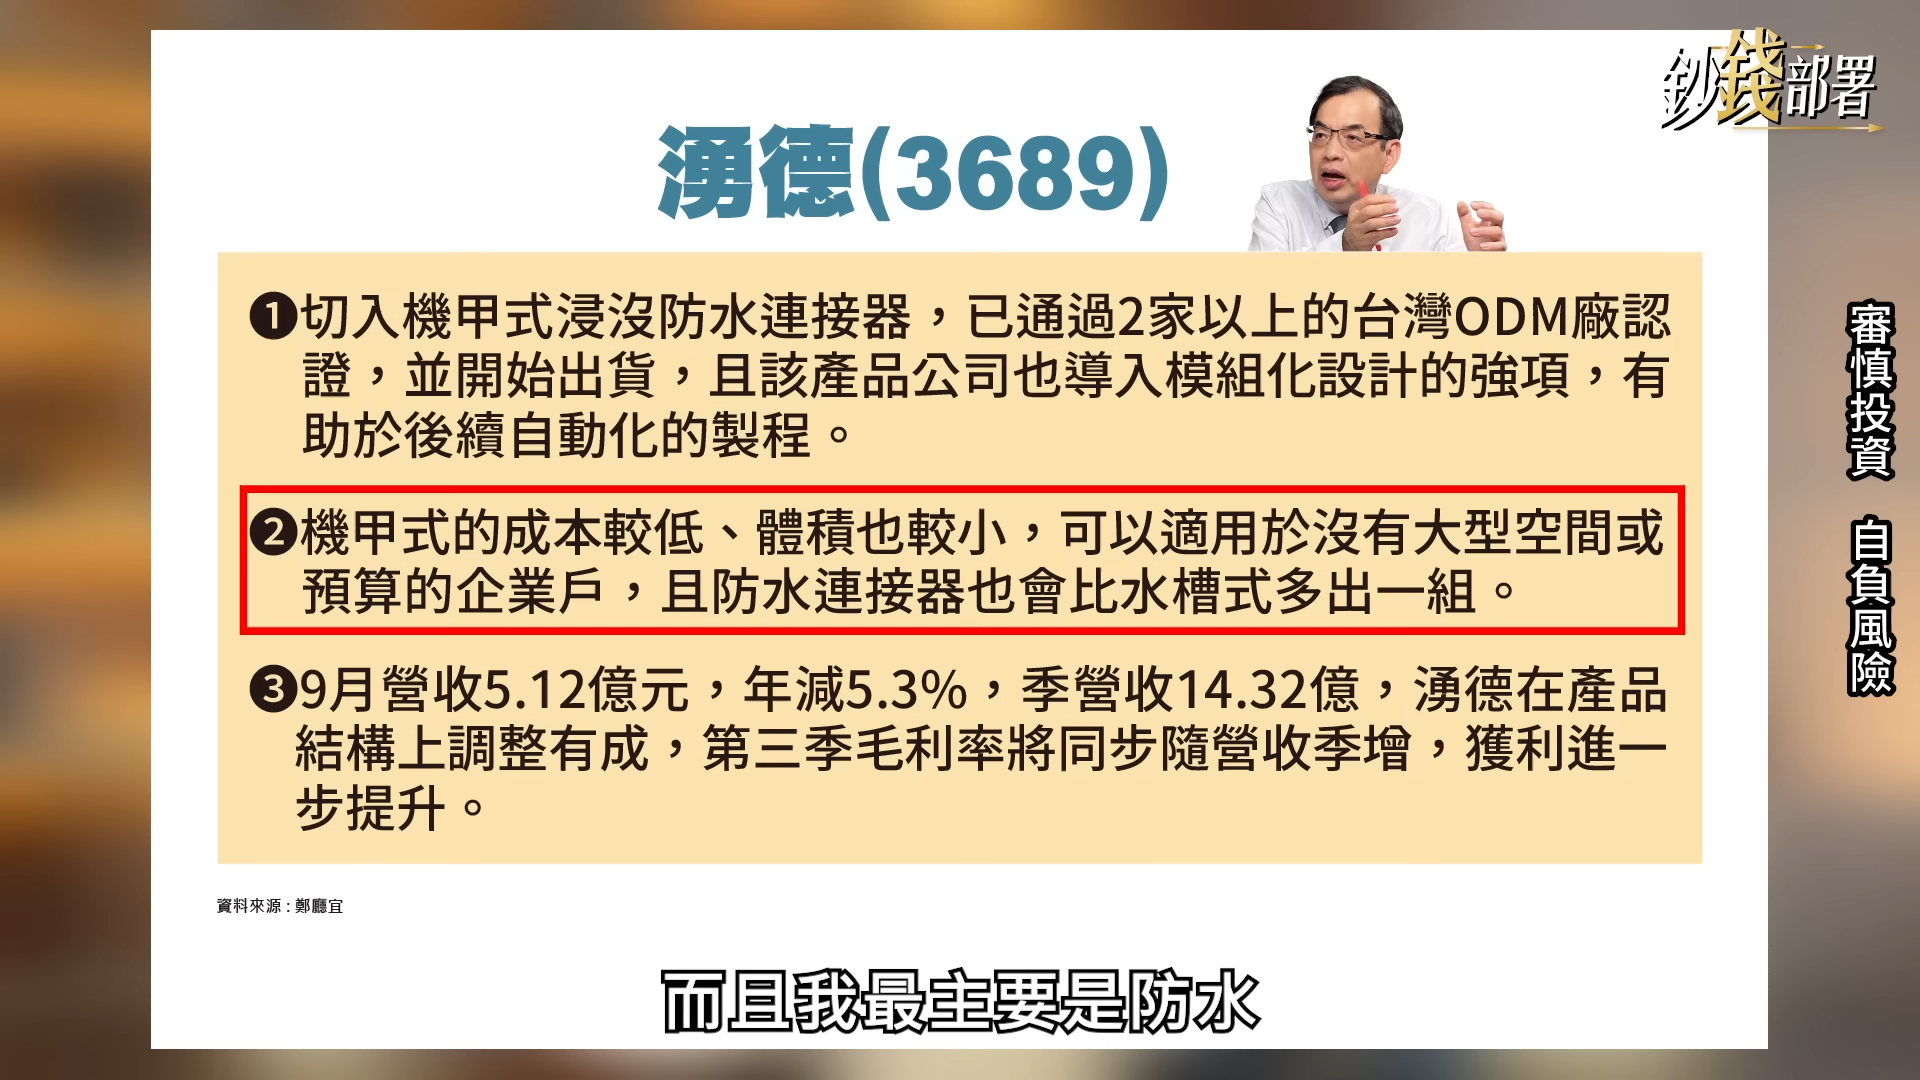 鈔錢部署
湧德(3689)
❶切入機甲式浸沒防水連接器，已通過2家以上的台灣ODM廠認
證，並開始出貨，且該產品公司也導入模組化設計的強項，有
助於後續自動化的製程。
❷機甲式的成本較低、體積也較小，可以適用於沒有大型空間或
預算的企業戶，且防水連接器也會比水槽式多出一組。
❸9月營收5.12億元，年減5.3%，季營收14.32億，湧德在產品
結構上調整有成，第三季毛利率將同步隨營收季增，獲利進一
步提升。
資料來源：鄭廳宜
審慎投資 自負風險
而且我最主要是防水